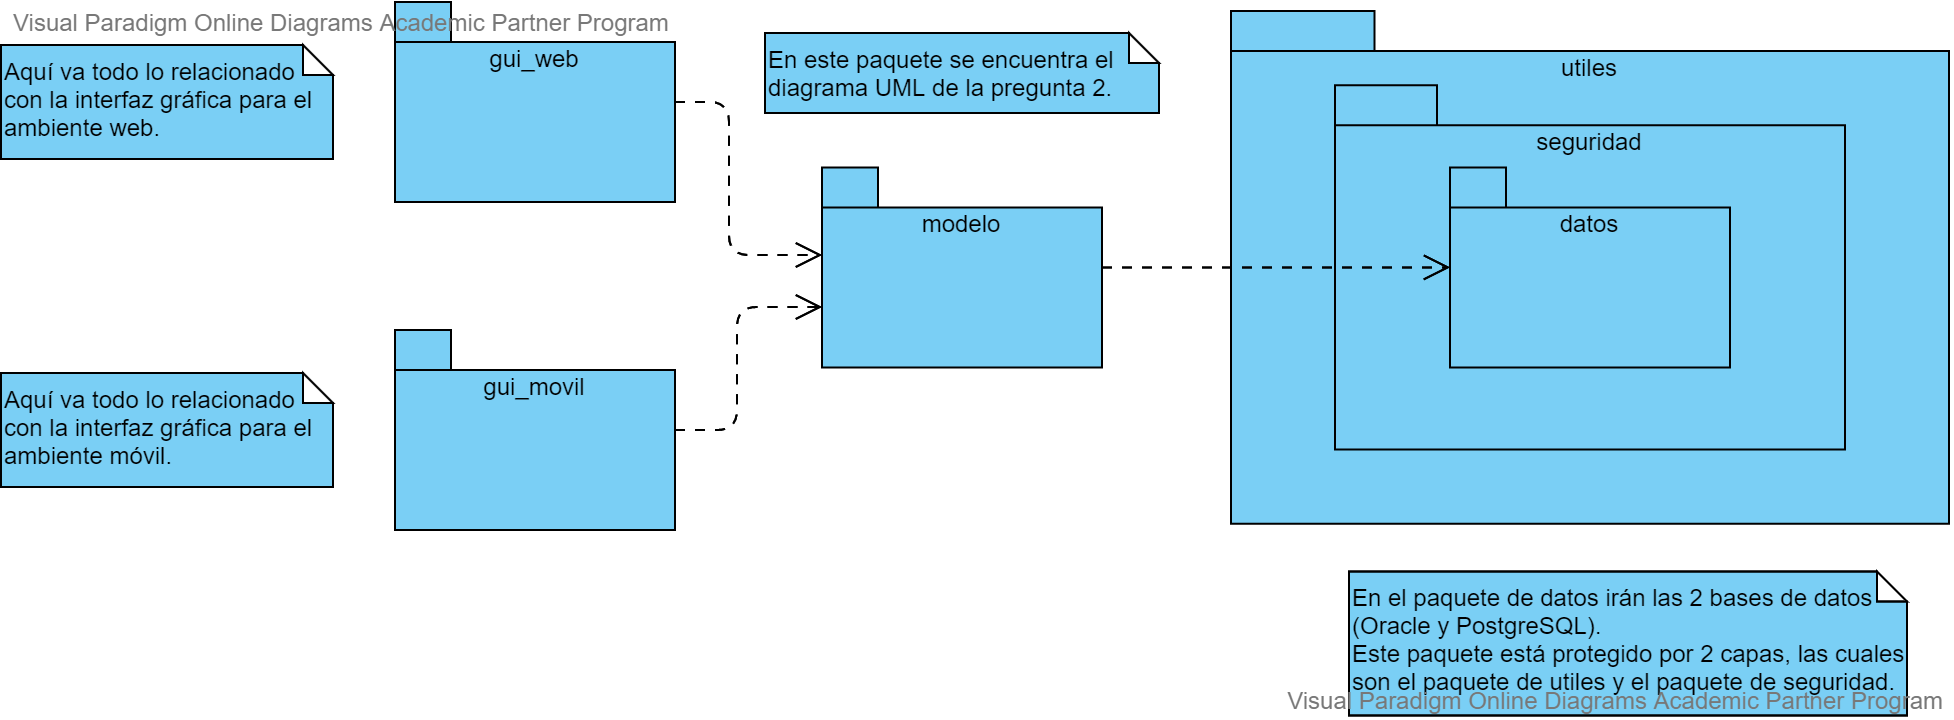 Visual Paradigm Online Diagrams Academic Partner Program
Aquí va todo lo relacionado
con la interfaz gráfica para el
ambiente web.
gui_web
En este paquete se encuentra el
diagrama UML de la pregunta 2.
utiles
seguridad
modelo
datos
Aquí va todo lo relacionado
con la interfaz gráfica para el
ambiente móvil.
gui_movil
En el paquete de datos irán las 2 bases de datos
(Oracle y PostgreSQL).
Este paquete está protegido por 2 capas, las cuales
son el paquete de utiles y el paquete de seguridad.
Visual Paradigm Online Diagrams Academic Partner Program